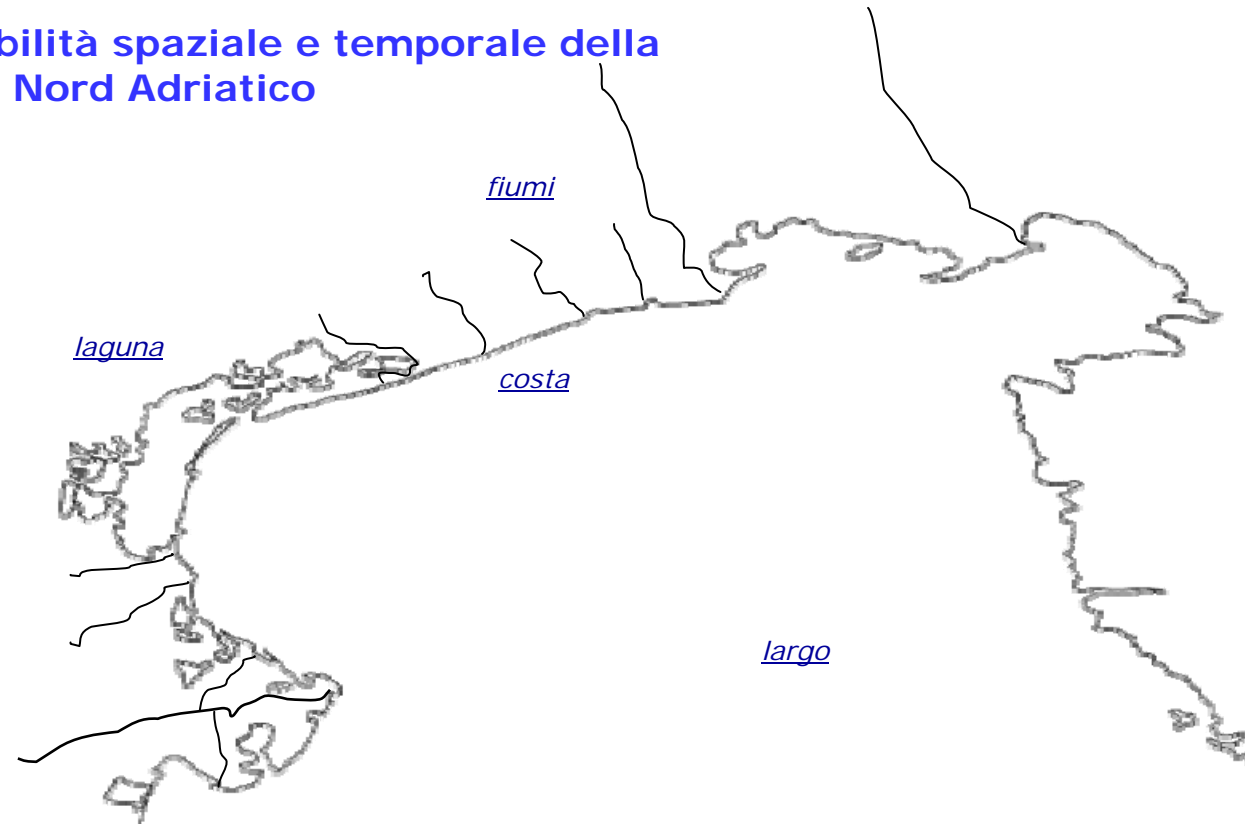 bilità spaziale e temporale della
Nord Adriatico
fiumi
laguna
costa
largo